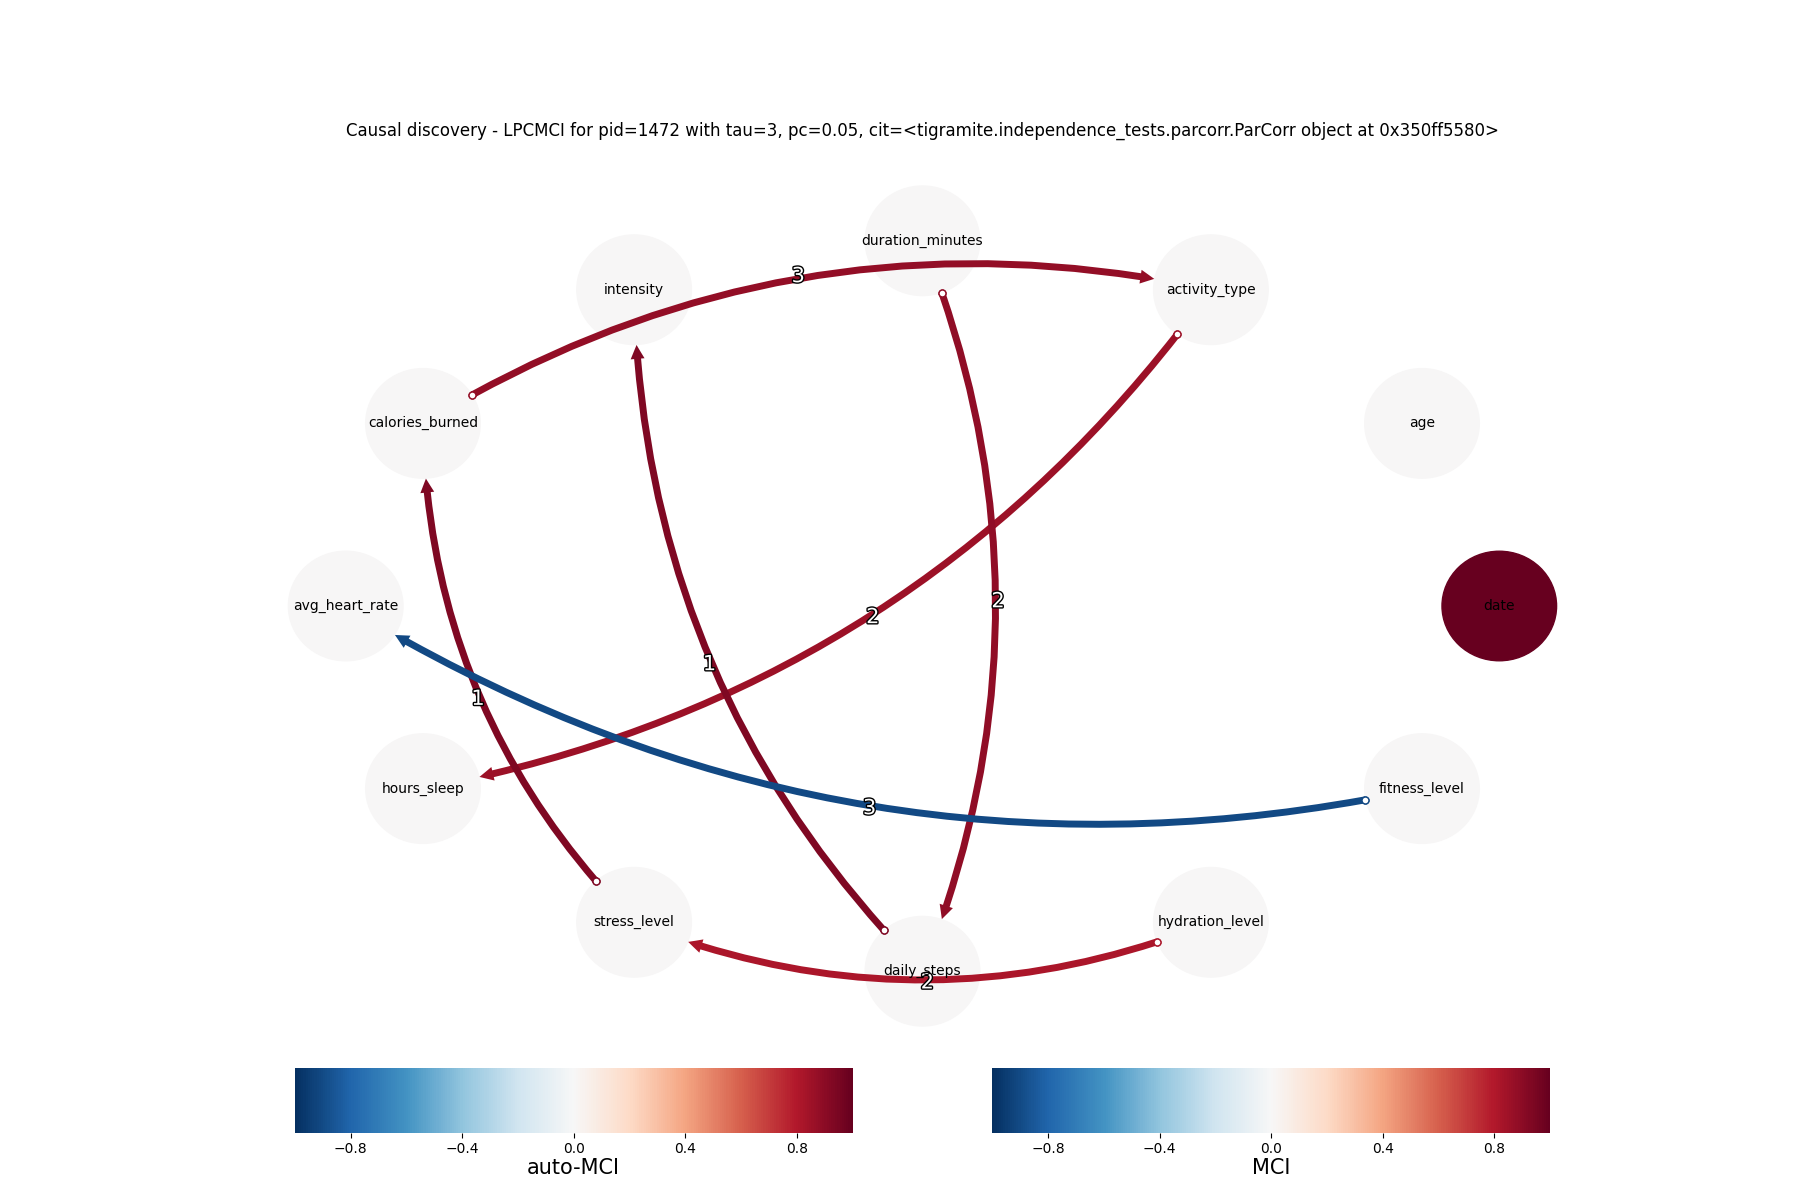 Causal discovery - LPCMCI for pid=1472 with tau=3, pc=0.05, cit=<tigramite.independence_tests.parcorr.ParCorr object at 0x350ff5580>
duration_minutes
intensity
activity_type
3
calories_burned
age
avg_heart_rate
date
2
2
1
1
hours_sleep
fitness_level
3
stress_level
hydration_level
daily_steps
2
−0.8 −0.4 0.0 0.4 0.8
auto-MCI
−0.8 −0.4 0.0 0.4 0.8
MCI